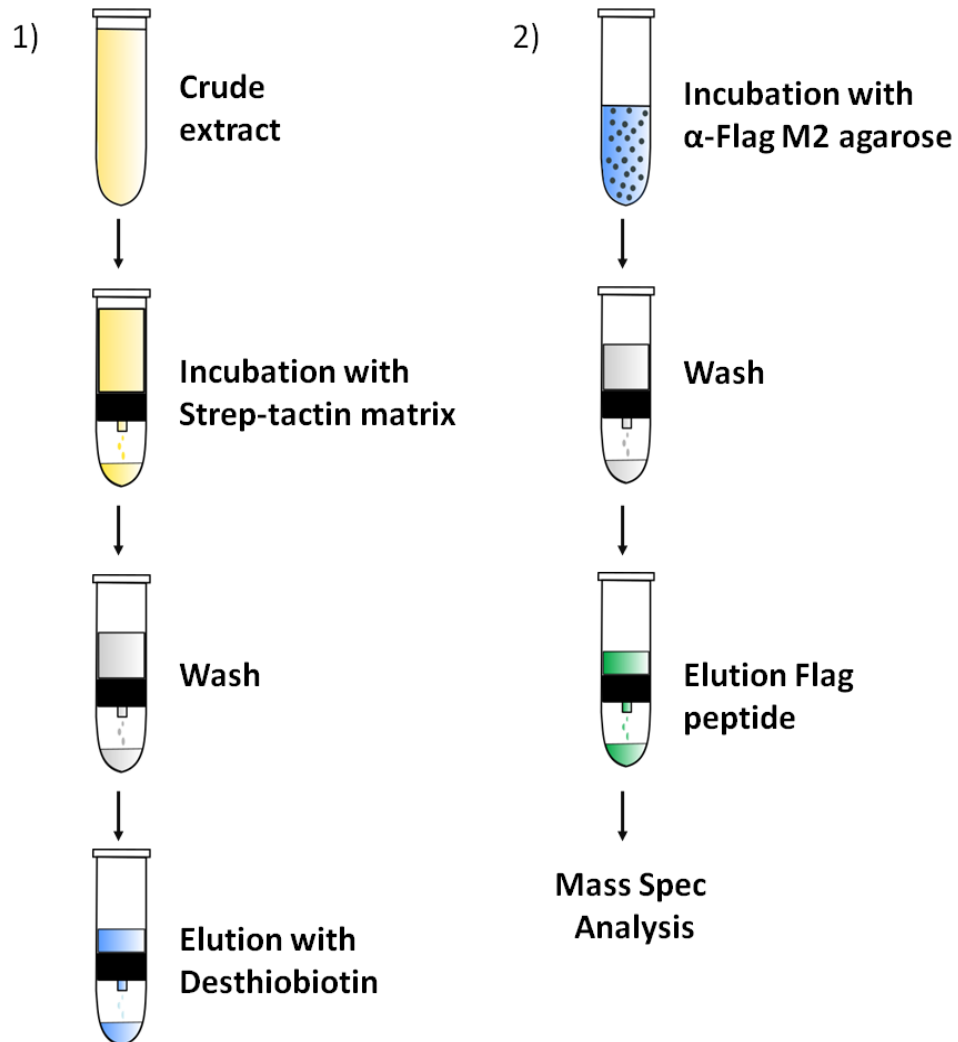 1)
Crude
extract
Incubation with
Strep-tactin matrix
Wash
Elution with
Desthiobiotin
2)
Incubation with
α-Flag M2 agarose
Wash
Elution Flag
peptide
Mass Spec
Analysis